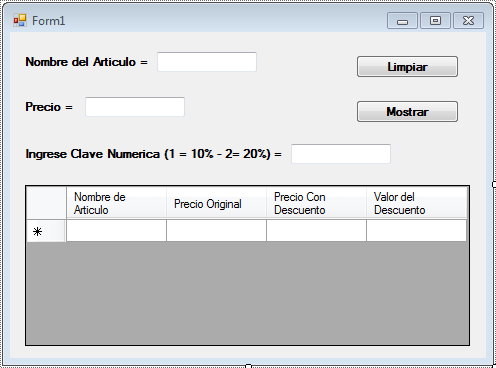 Form1
Nombre del Articulo =
Limpiar
Precio =
Mostrar
Ingrese Clave Numerica (1 = 10% - 2= 20%) =
Nombre de
Articulo
Precio Original
Precio Con
Descuento
Valor del
Descuento